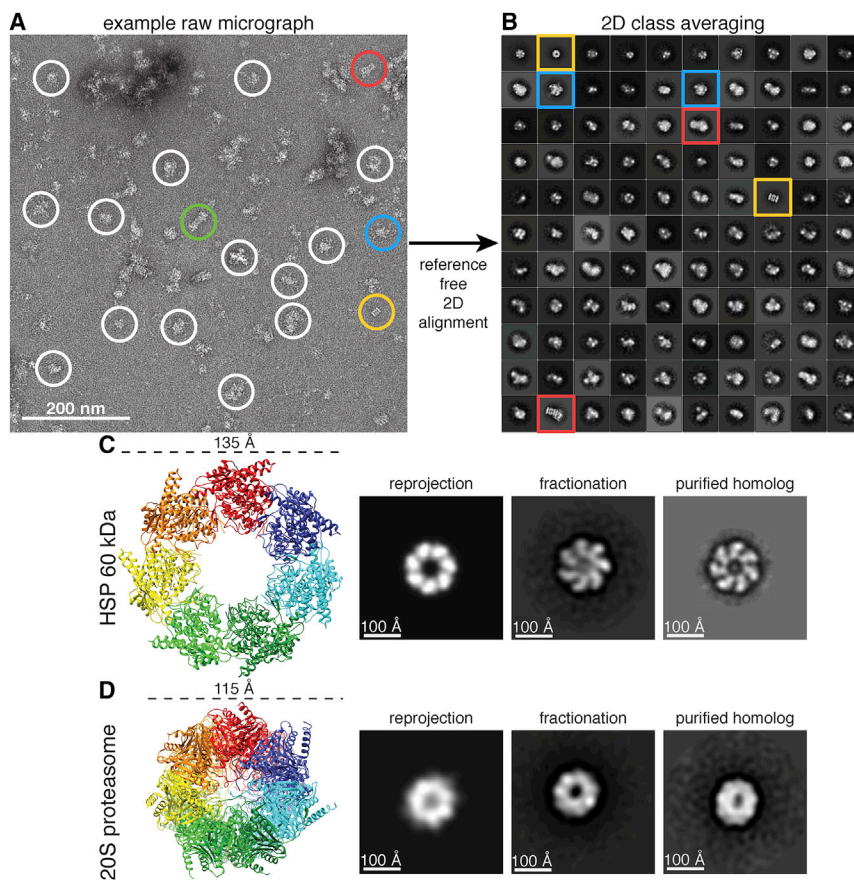 A
example raw micrograph
200 nm
reference
free
2D
alignment
B
2D class averaging
C
135 Å
HSP 60 kDa
reprojection
fractionation
purified homolog
100 Å
100 Å
100 Å
D
115 Å
20S proteasome
reprojection
fractionation
purified homolog
100 Å
100 Å
100 Å